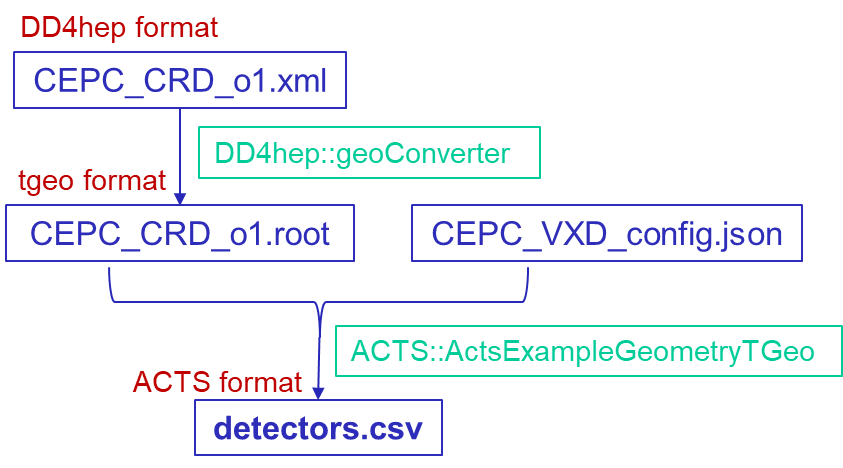 DD4hep format
CEPC_CRD_o1.xml
DD4hep::geoConverter
tgeo format
CEPC_CRD_o1.root
CEPC_VXD_config.json
ACTS::ActsExampleGeometryTGeo
ACTS format
detectors.csv